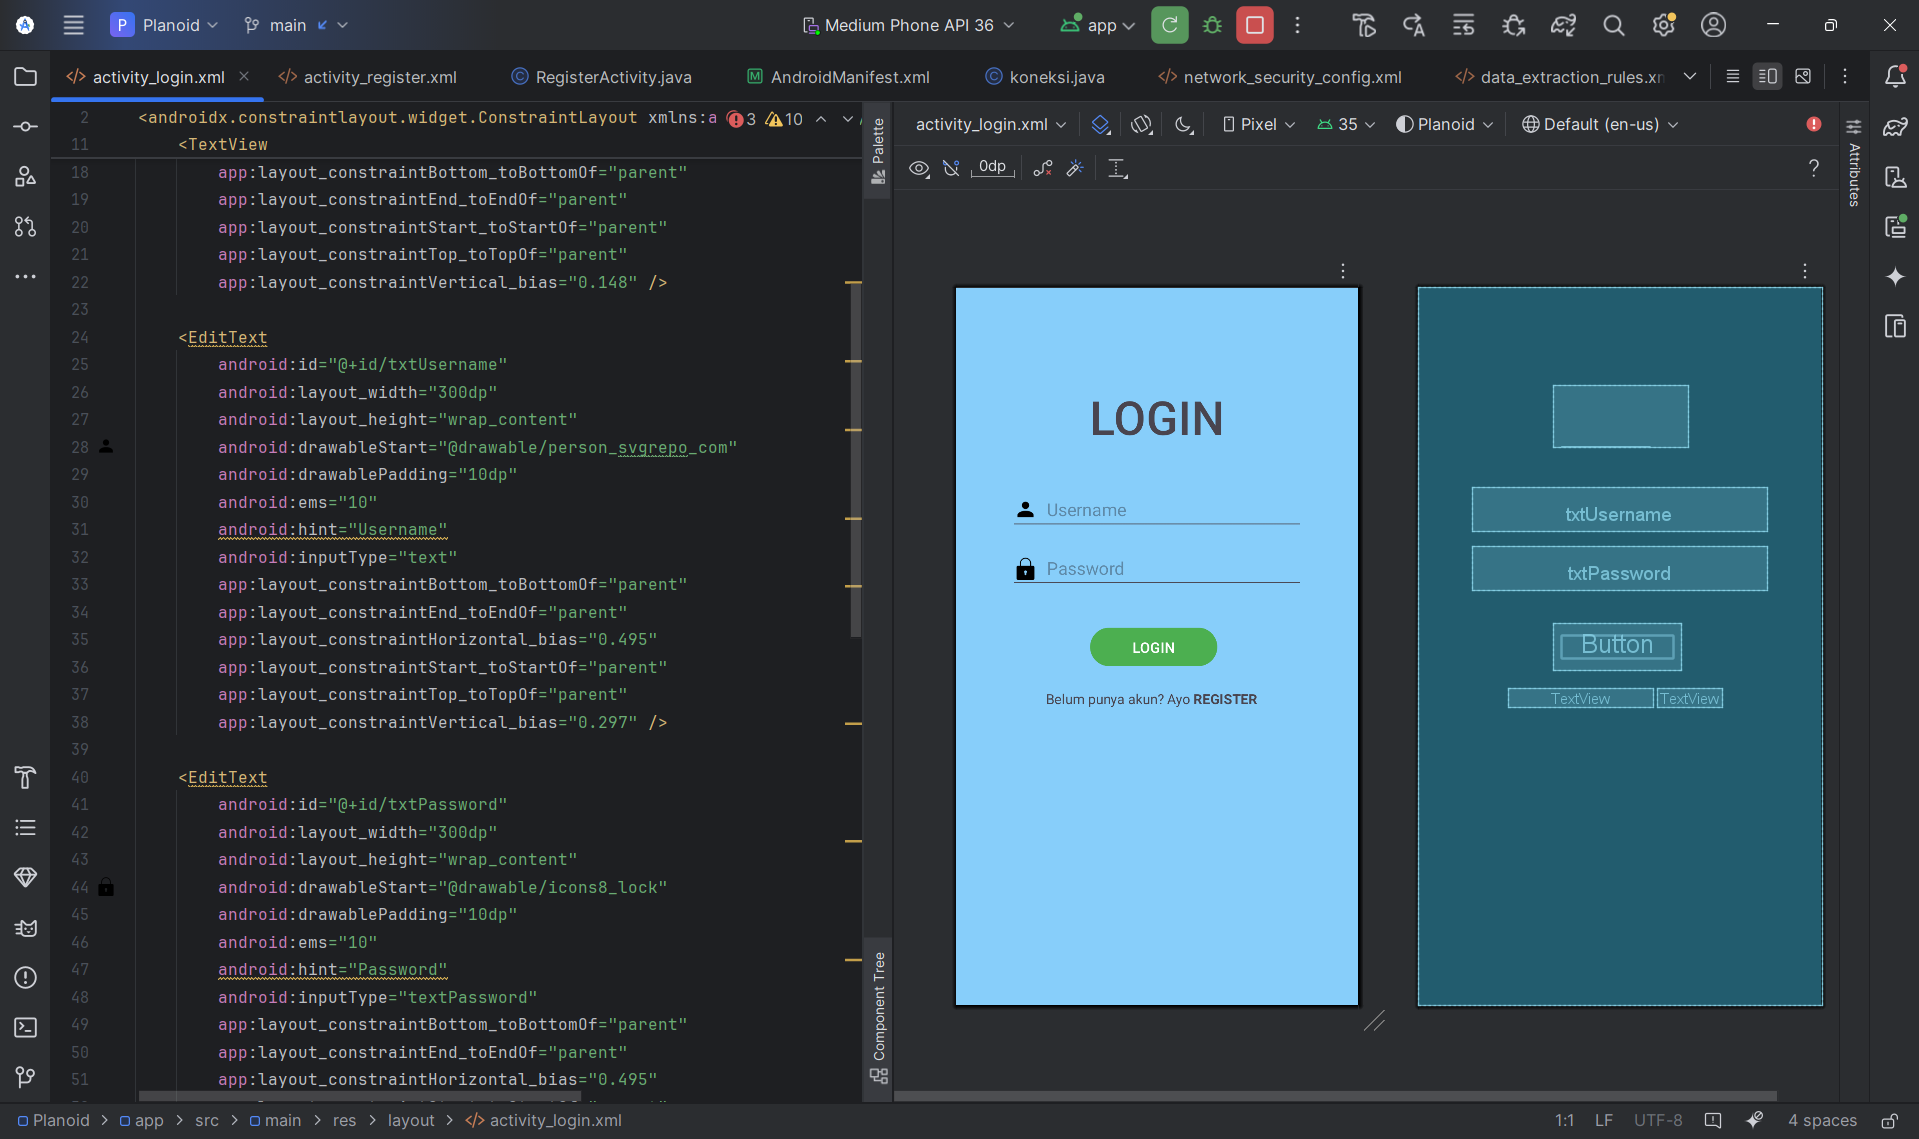 P Planoid main Medium Phone API 36 app
activity_login.xml activity_register.xml RegisterActivity.java AndroidManifest.xml koneksi.java network_security_config.xml data_extraction_rules.xn
2 <androidx.constraintlayout.widget.ConstraintLayout xmlns:a 3 10
11 <TextView
18 app:layout_constraintBottom_toBottomOf="parent"
19 app:layout_constraintEnd_toEndOf="parent"
20 app:layout_constraintStart_toStartOf="parent"
21 app:layout_constraintTop_toTopOf="parent"
22 app:layout_constraintVertical_bias="0.148" />
23
24 <EditText
25 android:id="@+id/txtUsername"
26 android:layout_width="300dp"
27 android:layout_height="wrap_content"
28 android:drawableStart="@drawable/person_svgrepo_com"
29 android:drawablePadding="10dp"
30 android:ems="10"
31 android:hint="Username"
32 android:inputType="text"
33 app:layout_constraintBottom_toBottomOf="parent"
34 app:layout_constraintEnd_toEndOf="parent"
35 app:layout_constraintHorizontal_bias="0.495"
36 app:layout_constraintStart_toStartOf="parent"
37 app:layout_constraintTop_toTopOf="parent"
38 app:layout_constraintVertical_bias="0.297" />
39
40 <EditText
41 android:id="@+id/txtPassword"
42 android:layout_width="300dp"
43 android:layout_height="wrap_content"
44 android:drawableStart="@drawable/icons8_lock"
45 android:drawablePadding="10dp"
46 android:ems="10"
47 android:hint="Password"
48 android:inputType="textPassword"
49 app:layout_constraintBottom_toBottomOf="parent"
50 app:layout_constraintEnd_toEndOf="parent"
51 app:layout_constraintHorizontal_bias="0.495"
Palette
Component Tree
activity_login.xml Pixel 35 Planoid Default (en-us)
0dp ?
Attributes
LOGIN
Username
Password
LOGIN
Belum punya akun? Ayo REGISTER
txtUsername
txtPassword
Button
TextView TextView
Planoid > app > src > main > res > layout > activity_login.xml 1:1 LF UTF-8 4 spaces